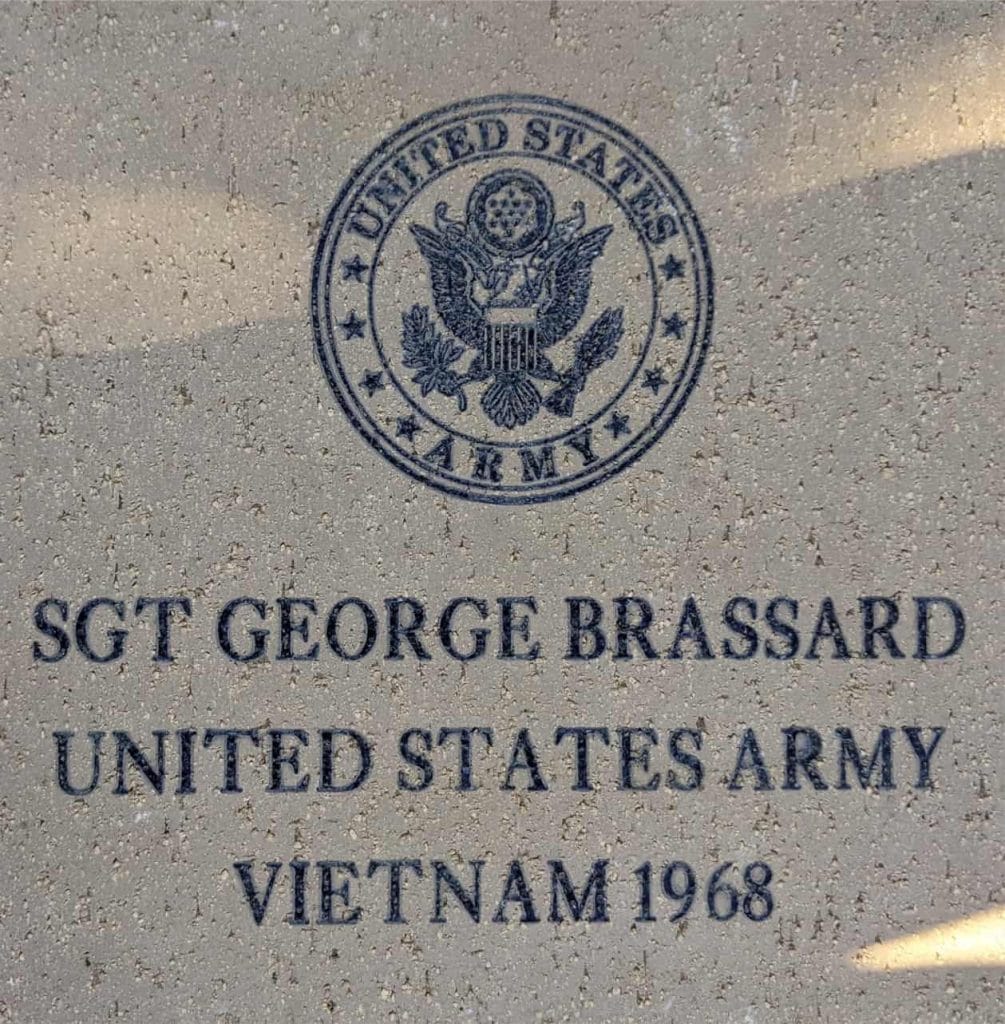 UNITED STATES
ARMY
SGT GEORGE BRASSARD
UNITED STATES ARMY
VIETNAM 1968